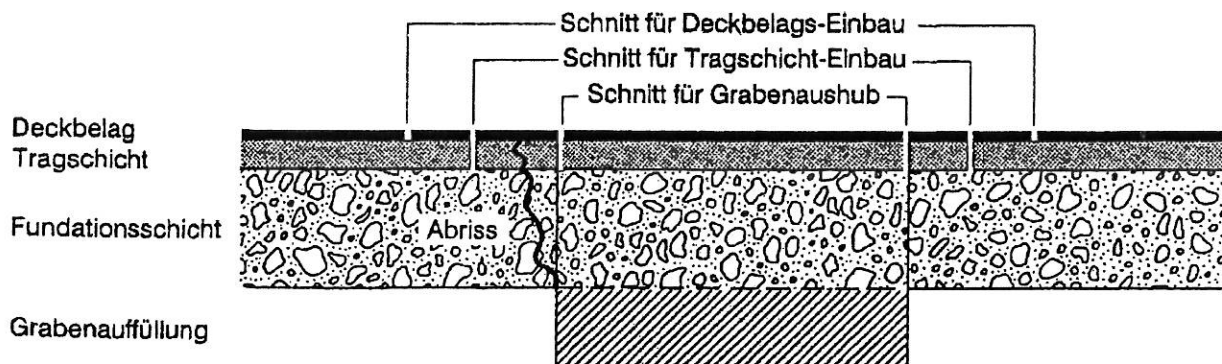 Schnitt für Deckbelags-Einbau
Schnitt für Tragschicht-Einbau
Schnitt für Grabenaushub
Deckbelag
Tragschicht
Fundationsschicht
Abriss
Grabenauffüllung